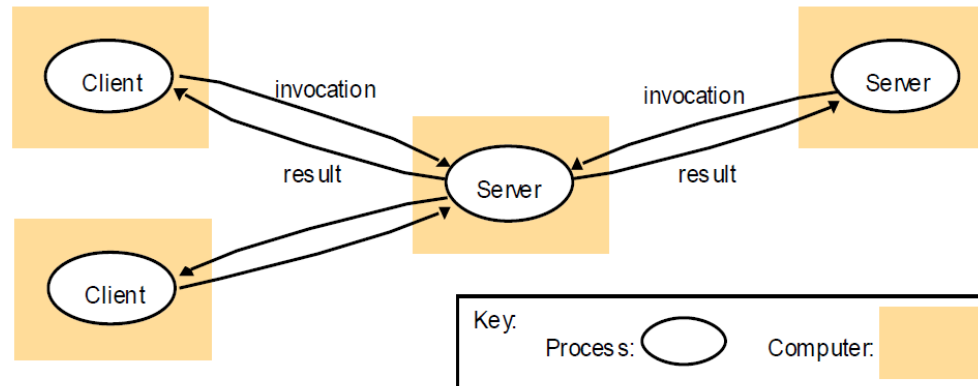 Client
invocation
result
Server
invocation
result
Server
Client
Key:
Process:
Computer: